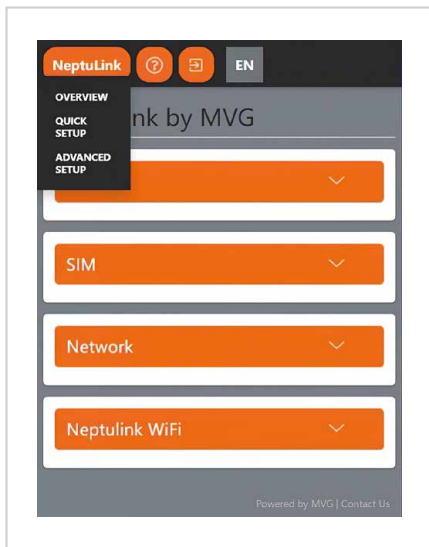 NeptuLink
EN
OVERVIEW
QUICK
SETUP
ADVANCED
SETUP
nk by MVG
SIM
Network
Neptulink WiFi
Powered by MVG | Contact Us